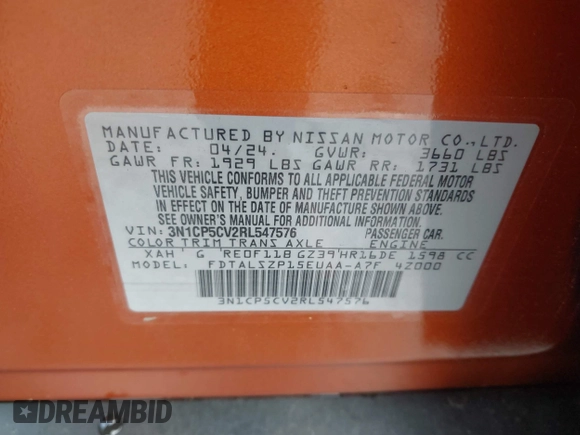 MANUFACTURED BY NISSAN MOTOR CO.,LTD.
DATE: 04/24. GVWR: 3660 LBS
GAWR FR: 1929 LBS GAWR RR: 1731 LBS
THIS VEHICLE CONFORMS TO ALL APPLICABLE FEDERAL MOTOR
VEHICLE SAFETY, BUMPER AND THEFT PREVENTION STANDARDS
IN EFFECT ON THE DATE OF MANUFACTURE SHOWN ABOVE.
SEE OWNER'S MANUAL FOR ADDITIONAL INFORMATION
VIN: 3N1CP5CV2RL547576 PASSENGER CAR.
COLOR TRIM TRANS AXLE ENGINE
XAH' G RE0F11B GZ39'HR16DE 1598 CC
FDTALSZP15EUAA-A7F 4Z000
3N1CP5CV2RL547576
DREAMBID